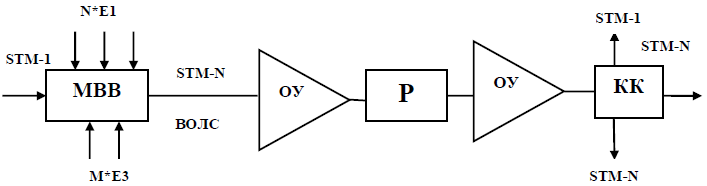 N*E1
STM-1
STM-1
STM-N
STM-N
МВВ
ОУ
Р
ОУ
КК
ВОЛС
M*E3
STM-N